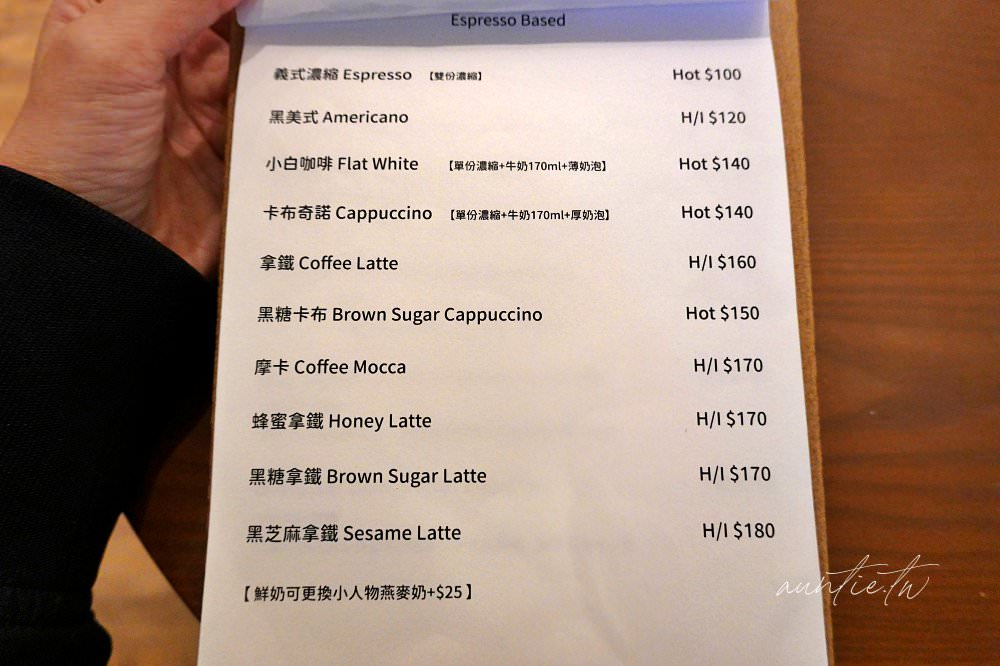 Espresso Based
義式濃縮 Espresso 【雙份濃縮】 Hot $100
黑美式 Americano H/I $120
小白咖啡 Flat White 【單份濃縮+牛奶170ml+薄奶泡】 Hot $140
卡布奇諾 Cappuccino 【單份濃縮+牛奶170ml+厚奶泡】 Hot $140
拿鐵 Coffee Latte H/I $160
黑糖卡布 Brown Sugar Cappuccino Hot $150
摩卡 Coffee Mocca H/I $170
蜂蜜拿鐵 Honey Latte H/I $170
黑糖拿鐵 Brown Sugar Latte H/I $170
黑芝麻拿鐵 Sesame Latte H/I $180
【鮮奶可更換小人物燕麥奶+$25】
auntie.tw